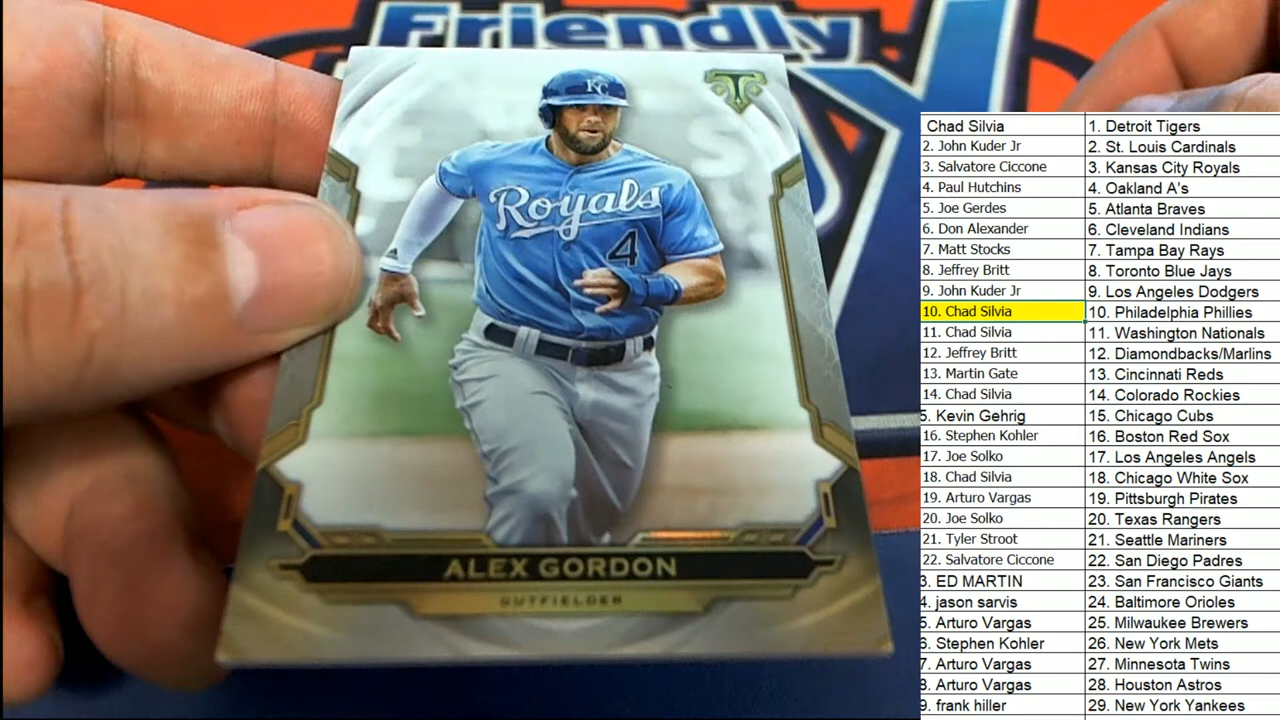 Friendly
KC
Royals
4
ALEX GORDON
OUTFIELDER
. Chad Silvia 1. Detroit Tigers
2. John Kuder Jr 2. St. Louis Cardinals
3. Salvatore Ciccone 3. Kansas City Royals
4. Paul Hutchins 4. Oakland A's
5. Joe Gerdes 5. Atlanta Braves
6. Don Alexander 6. Cleveland Indians
7. Matt Stocks 7. Tampa Bay Rays
8. Jeffrey Britt 8. Toronto Blue Jays
9. John Kuder Jr 9. Los Angeles Dodgers
10. Chad Silvia 10. Philadelphia Phillies
11. Chad Silvia 11. Washington Nationals
12. Jeffrey Britt 12. Diamondbacks/Marlins
13. Martin Gate 13. Cincinnati Reds
14. Chad Silvia 14. Colorado Rockies
5. Kevin Gehrig 15. Chicago Cubs
16. Stephen Kohler 16. Boston Red Sox
17. Joe Solko 17. Los Angeles Angels
18. Chad Silvia 18. Chicago White Sox
19. Arturo Vargas 19. Pittsburgh Pirates
20. Joe Solko 20. Texas Rangers
21. Tyler Stroot 21. Seattle Mariners
22. Salvatore Ciccone 22. San Diego Padres
3. ED MARTIN 23. San Francisco Giants
4. jason sarvis 24. Baltimore Orioles
5. Arturo Vargas 25. Milwaukee Brewers
6. Stephen Kohler 26. New York Mets
7. Arturo Vargas 27. Minnesota Twins
8. Arturo Vargas 28. Houston Astros
9. frank hiller 29. New York Yankees